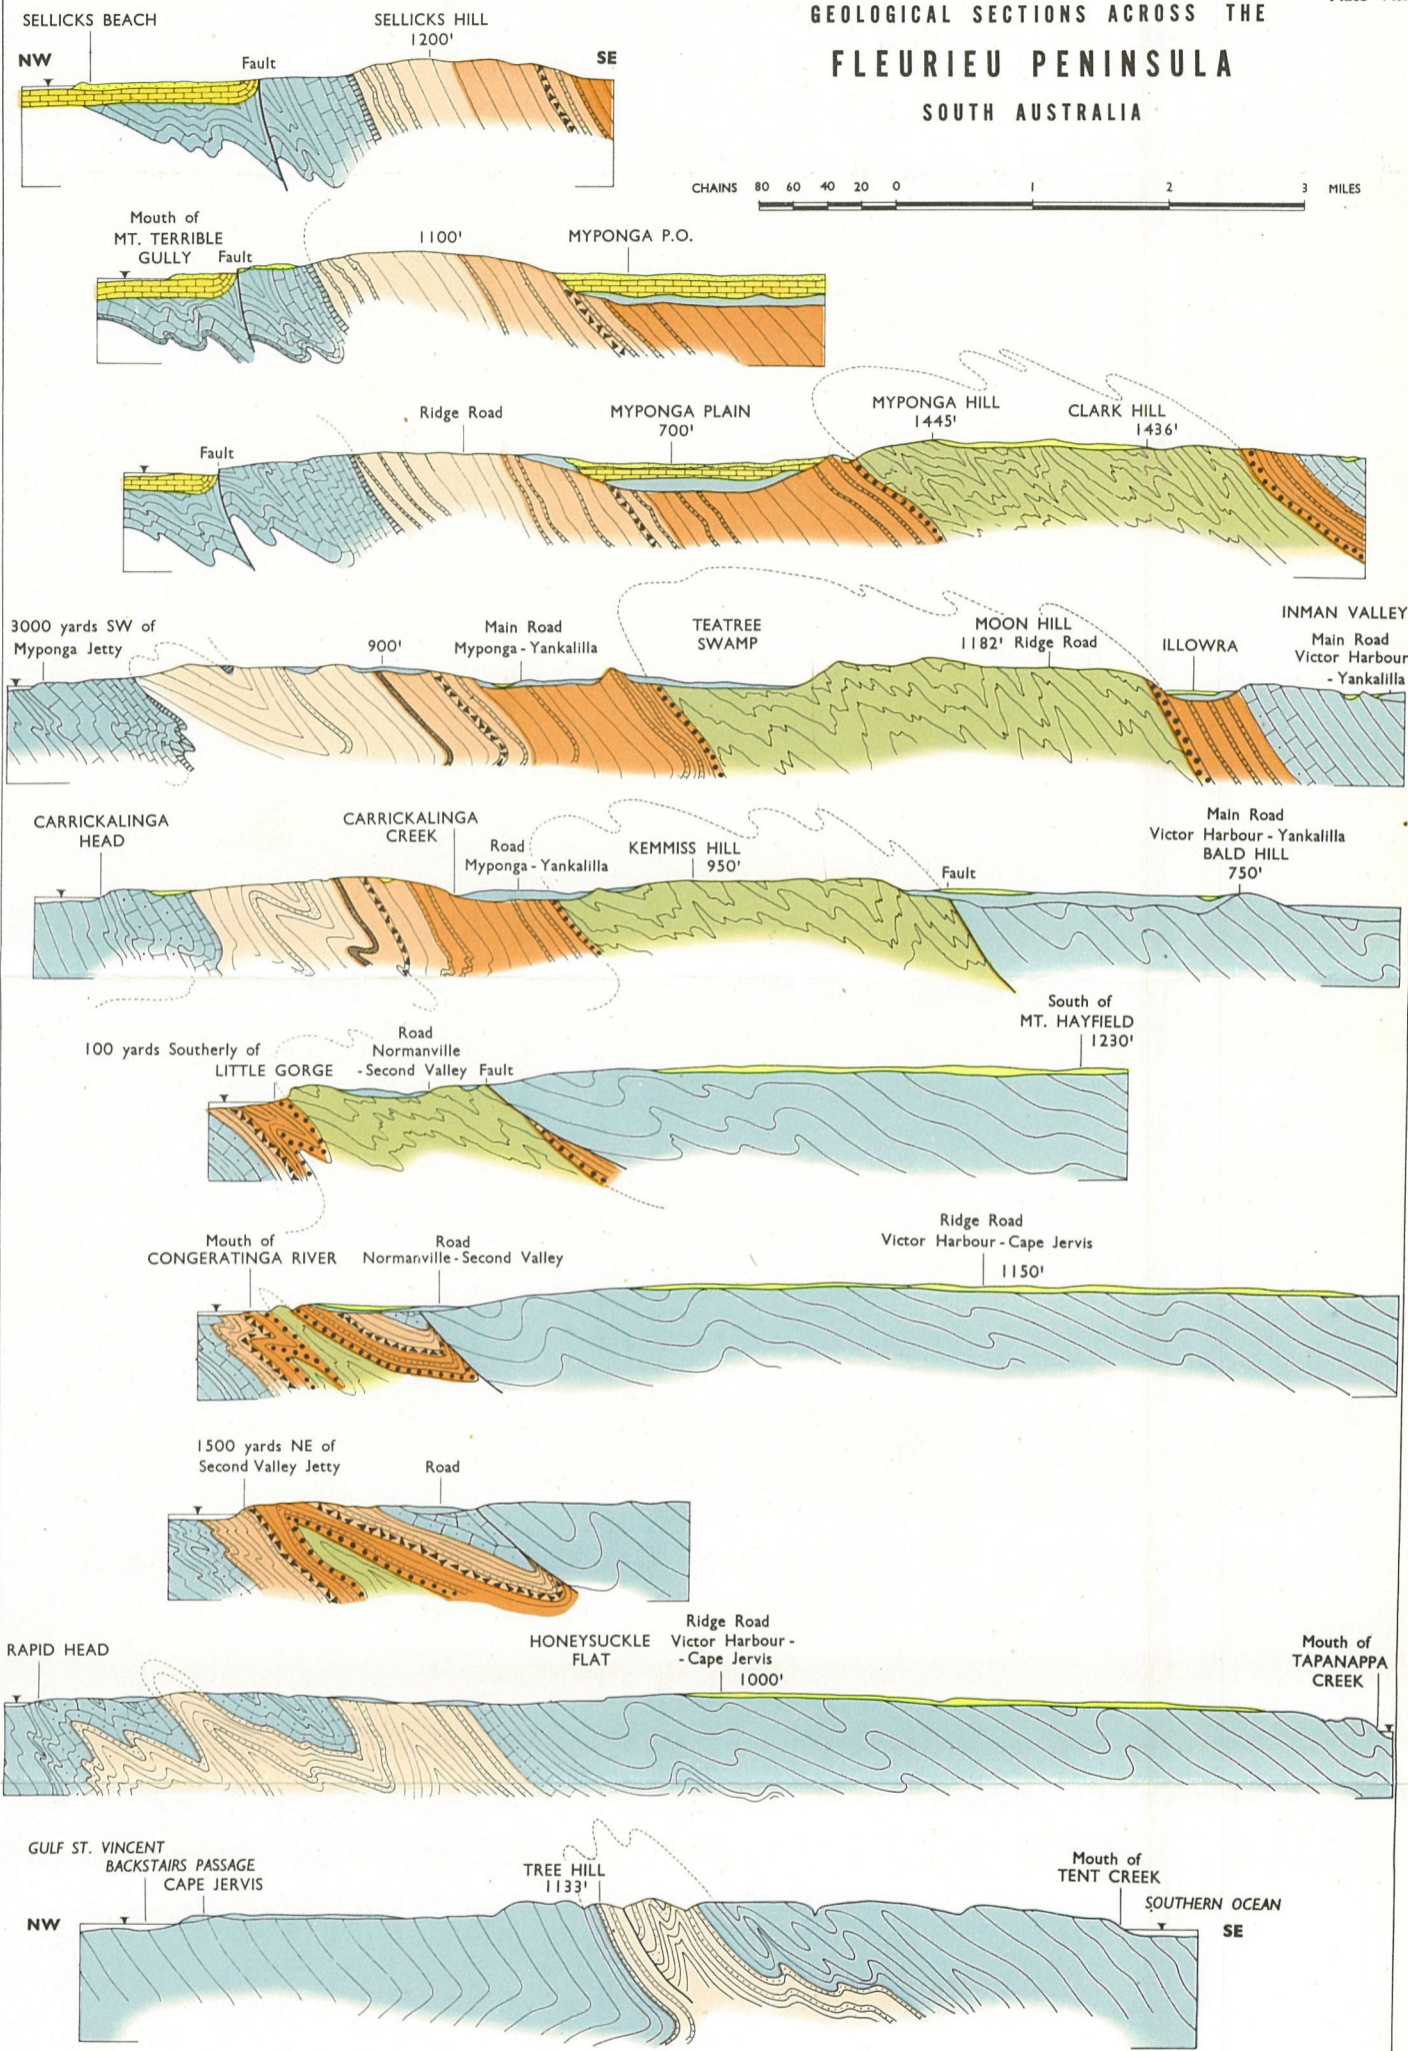 GEOLOGICAL SECTIONS ACROSS THE
FLEURIEU PENINSULA
SOUTH AUSTRALIA
CHAINS 80 60 40 20 0 1 2 3 MILES
SELLICKS BEACH
SELLICKS HILL
1200'
NW
Fault
SE
Mouth of
MT. TERRIBLE
GULLY
Fault
1100'
MYPONGA P.O.
Fault
Ridge Road
MYPONGA PLAIN
700'
MYPONGA HILL
1445'
CLARK HILL
1436'
3000 yards SW of
Myponga Jetty
900'
Main Road
Myponga - Yankalilla
TEATREE
SWAMP
MOON HILL
1182' Ridge Road
ILLOWRA
INMAN VALLEY
Main Road
Victor Harbour
- Yankalilla
CARRICKALINGA
HEAD
CARRICKALINGA
CREEK
Road
Myponga - Yankalilla
KEMMISS HILL
950'
Fault
Main Road
Victor Harbour - Yankalilla
BALD HILL
750'
100 yards Southerly of
LITTLE GORGE
Road
Normanville
- Second Valley
Fault
South of
MT. HAYFIELD
1230'
Mouth of
CONGERATINGA RIVER
Road
Normanville - Second Valley
Ridge Road
Victor Harbour - Cape Jervis
1150'
1500 yards NE of
Second Valley Jetty
Road
RAPID HEAD
HONEYSUCKLE
FLAT
Ridge Road
Victor Harbour -
- Cape Jervis
1000'
Mouth of
TAPANAPPA
CREEK
GULF ST. VINCENT
BACKSTAIRS PASSAGE
CAPE JERVIS
NW
TREE HILL
1133'
Mouth of
TENT CREEK
SOUTHERN OCEAN
SE